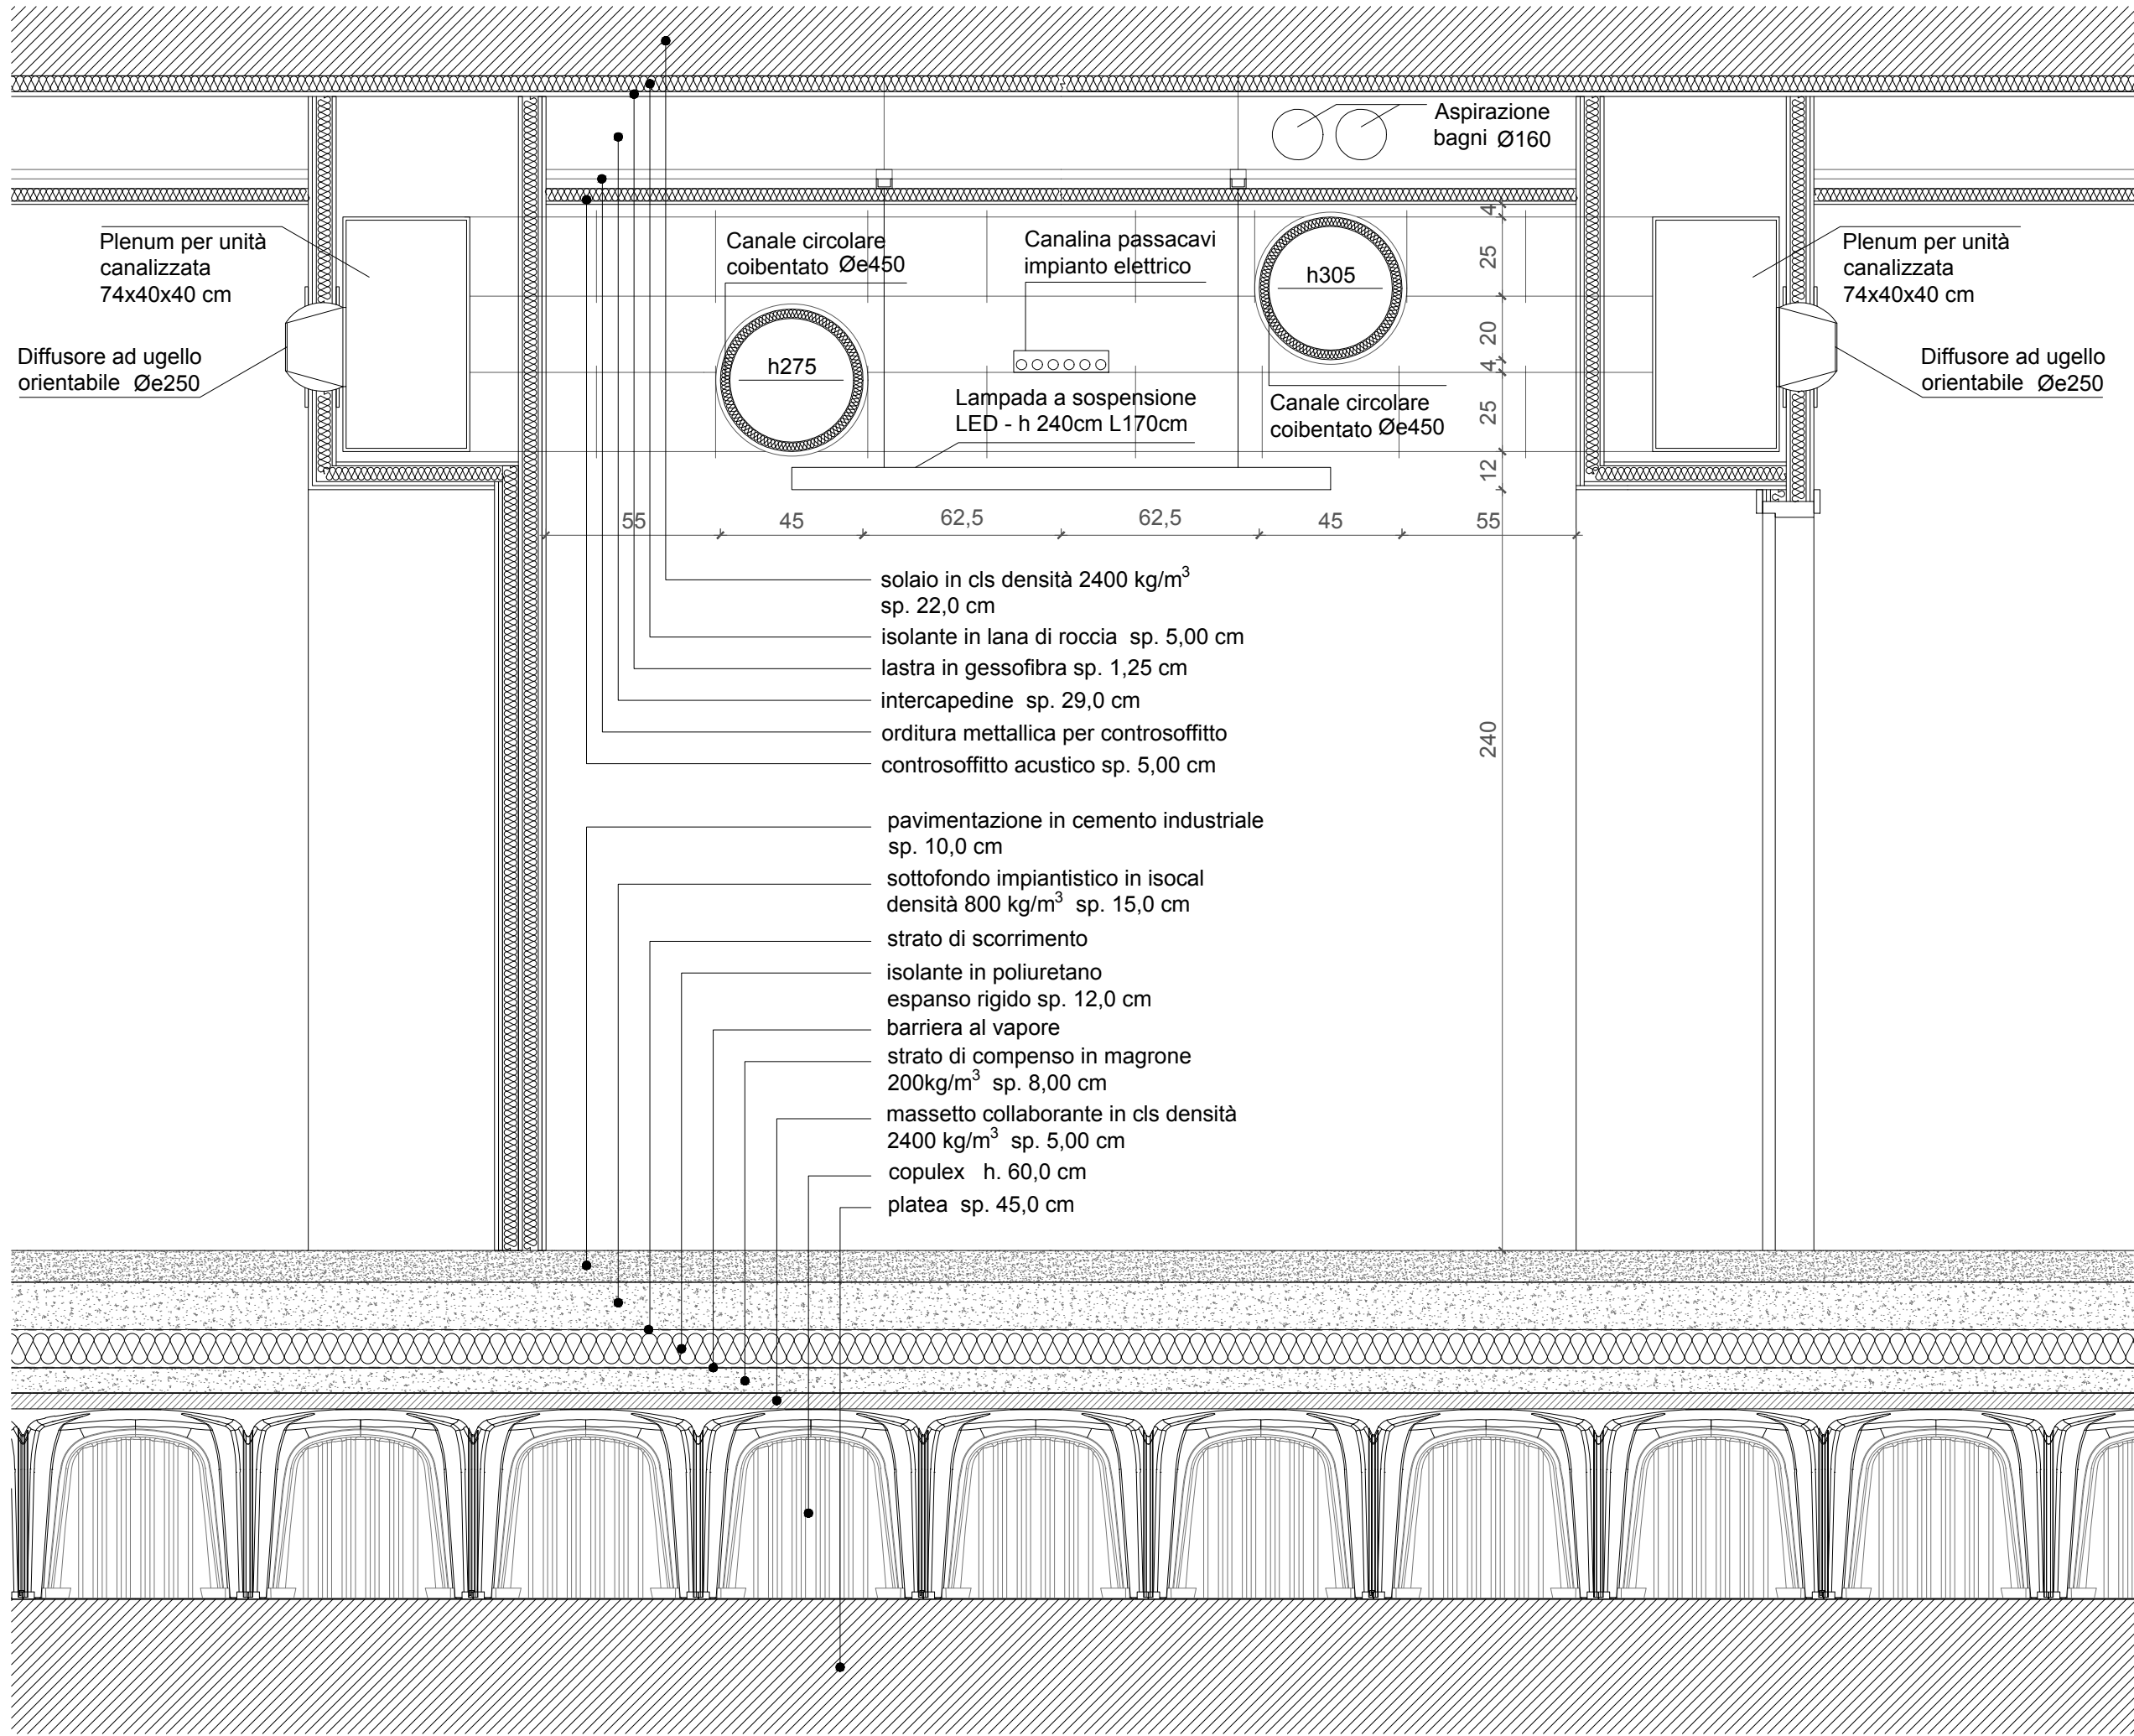 Aspirazione
bagni Ø160
Plenum per unità
canalizzata
74x40x40 cm
Diffusore ad ugello
orientabile Øe250
Canale circolare
coibentato Øe450
h275
Canalina passacavi
impianto elettrico
Lampada a sospensione
LED - h 240cm L170cm
h305
Canale circolare
coibentato Øe450
4
25
20
4
25
12
240
Plenum per unità
canalizzata
74x40x40 cm
Diffusore ad ugello
orientabile Øe250
55
45
62,5
62,5
45
55
solaio in cls densità 2400 kg/m³
sp. 22,0 cm
isolante in lana di roccia sp. 5,00 cm
lastra in gessofibra sp. 1,25 cm
intercapedine sp. 29,0 cm
orditura mettallica per controsoffitto
controsoffitto acustico sp. 5,00 cm
pavimentazione in cemento industriale
sp. 10,0 cm
sottofondo impiantistico in isocal
densità 800 kg/m³ sp. 15,0 cm
strato di scorrimento
isolante in poliuretano
espanso rigido sp. 12,0 cm
barriera al vapore
strato di compenso in magrone
200kg/m³ sp. 8,00 cm
massetto collaborante in cls densità
2400 kg/m³ sp. 5,00 cm
copulex h. 60,0 cm
platea sp. 45,0 cm